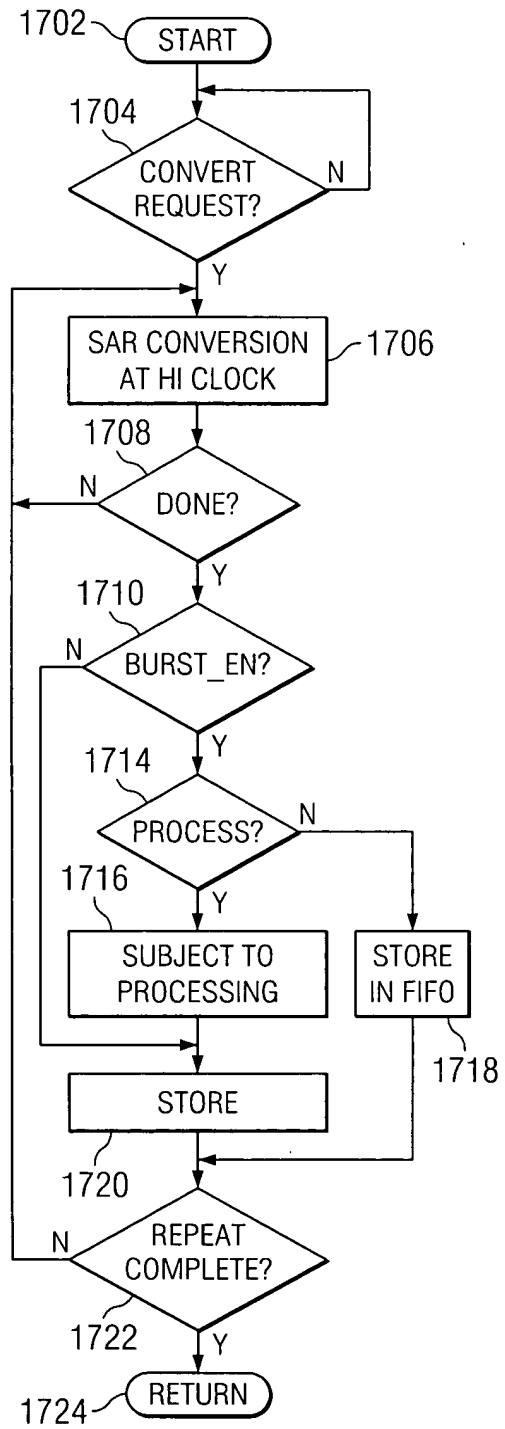 1702
START
1704
CONVERT
REQUEST?
N
Y
SAR CONVERSION
AT HI CLOCK
1706
1708
N
DONE?
Y
1710
N
BURST_EN?
Y
1714
PROCESS?
N
Y
1716
SUBJECT TO
PROCESSING
STORE
IN FIFO
1718
STORE
1720
N
REPEAT
COMPLETE?
1722
Y
1724
RETURN